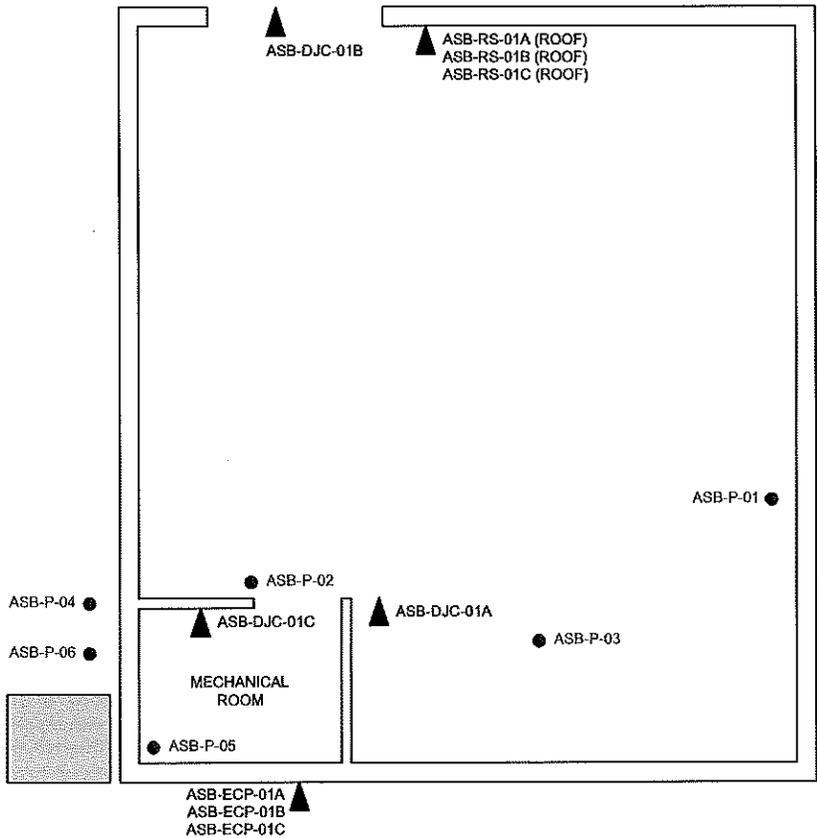 ASB-DJC-01B
ASB-RS-01A (ROOF)
ASB-RS-01B (ROOF)
ASB-RS-01C (ROOF)
ASB-P-01
ASB-P-02
ASB-P-04
ASB-DJC-01C
ASB-DJC-01A
ASB-P-03
ASB-P-06
MECHANICAL
ROOM
ASB-P-05
ASB-ECP-01A
ASB-ECP-01B
ASB-ECP-01C